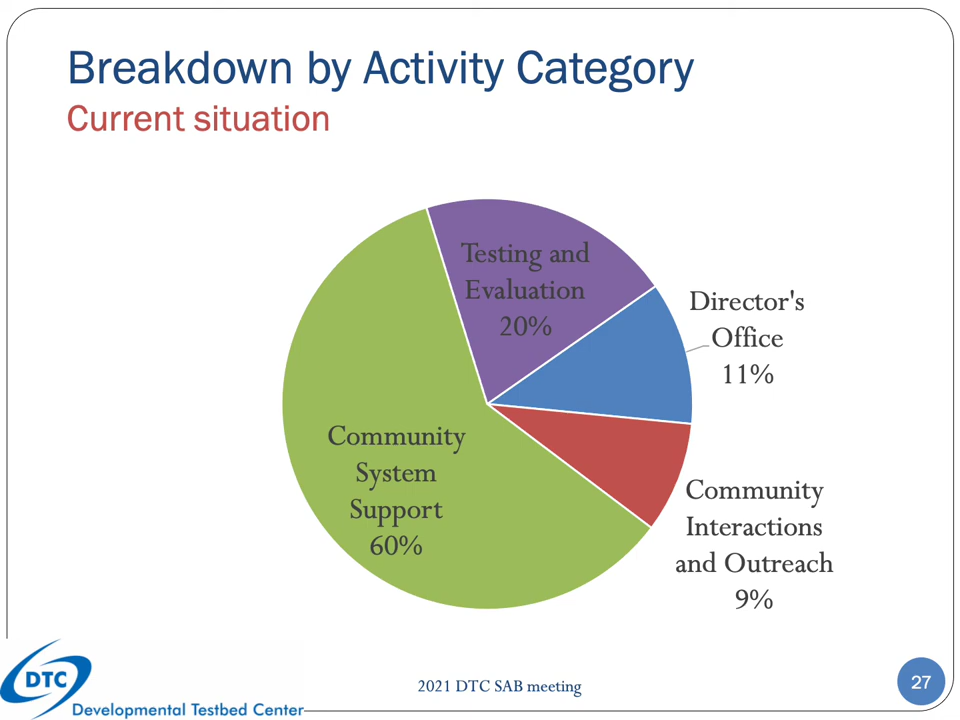 Breakdown by Activity Category
Current situation
Testing and
Evaluation
20%
Director's
Office
11%
Community
System
Support
60%
Community
Interactions
and Outreach
9%
DTC
Developmental Testbed Center
2021 DTC SAB meeting
27